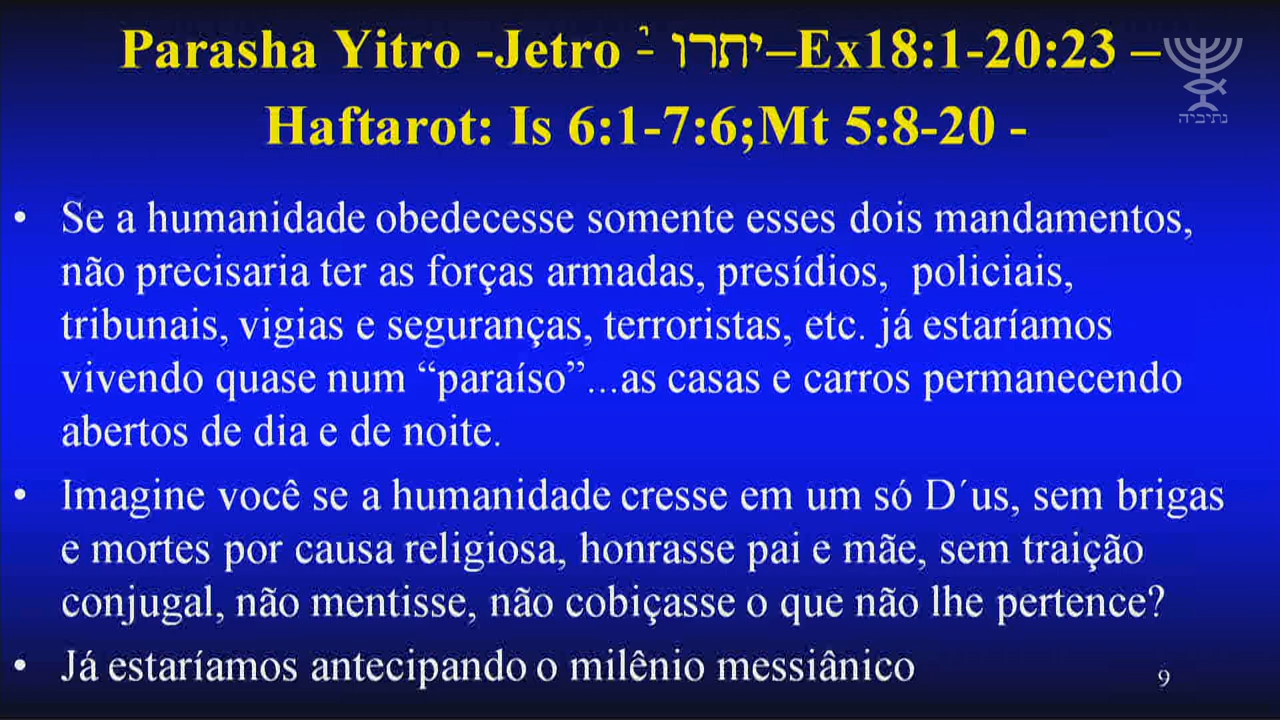 Parasha Yitro -Jetro - יתרו–Ex18:1-20:23 –
Haftarot: Is 6:1-7:6;Mt 5:8-20 -
נתיביה
• Se a humanidade obedecesse somente esses dois mandamentos,
não precisaria ter as forças armadas, presídios, policiais,
tribunais, vigias e seguranças, terroristas, etc. já estaríamos
vivendo quase num “paraíso”...as casas e carros permanecendo
abertos de dia e de noite.
• Imagine você se a humanidade cresse em um só D´us, sem brigas
e mortes por causa religiosa, honrasse pai e mãe, sem traição
conjugal, não mentisse, não cobiçasse o que não lhe pertence?
• Já estaríamos antecipando o milênio messiânico
9